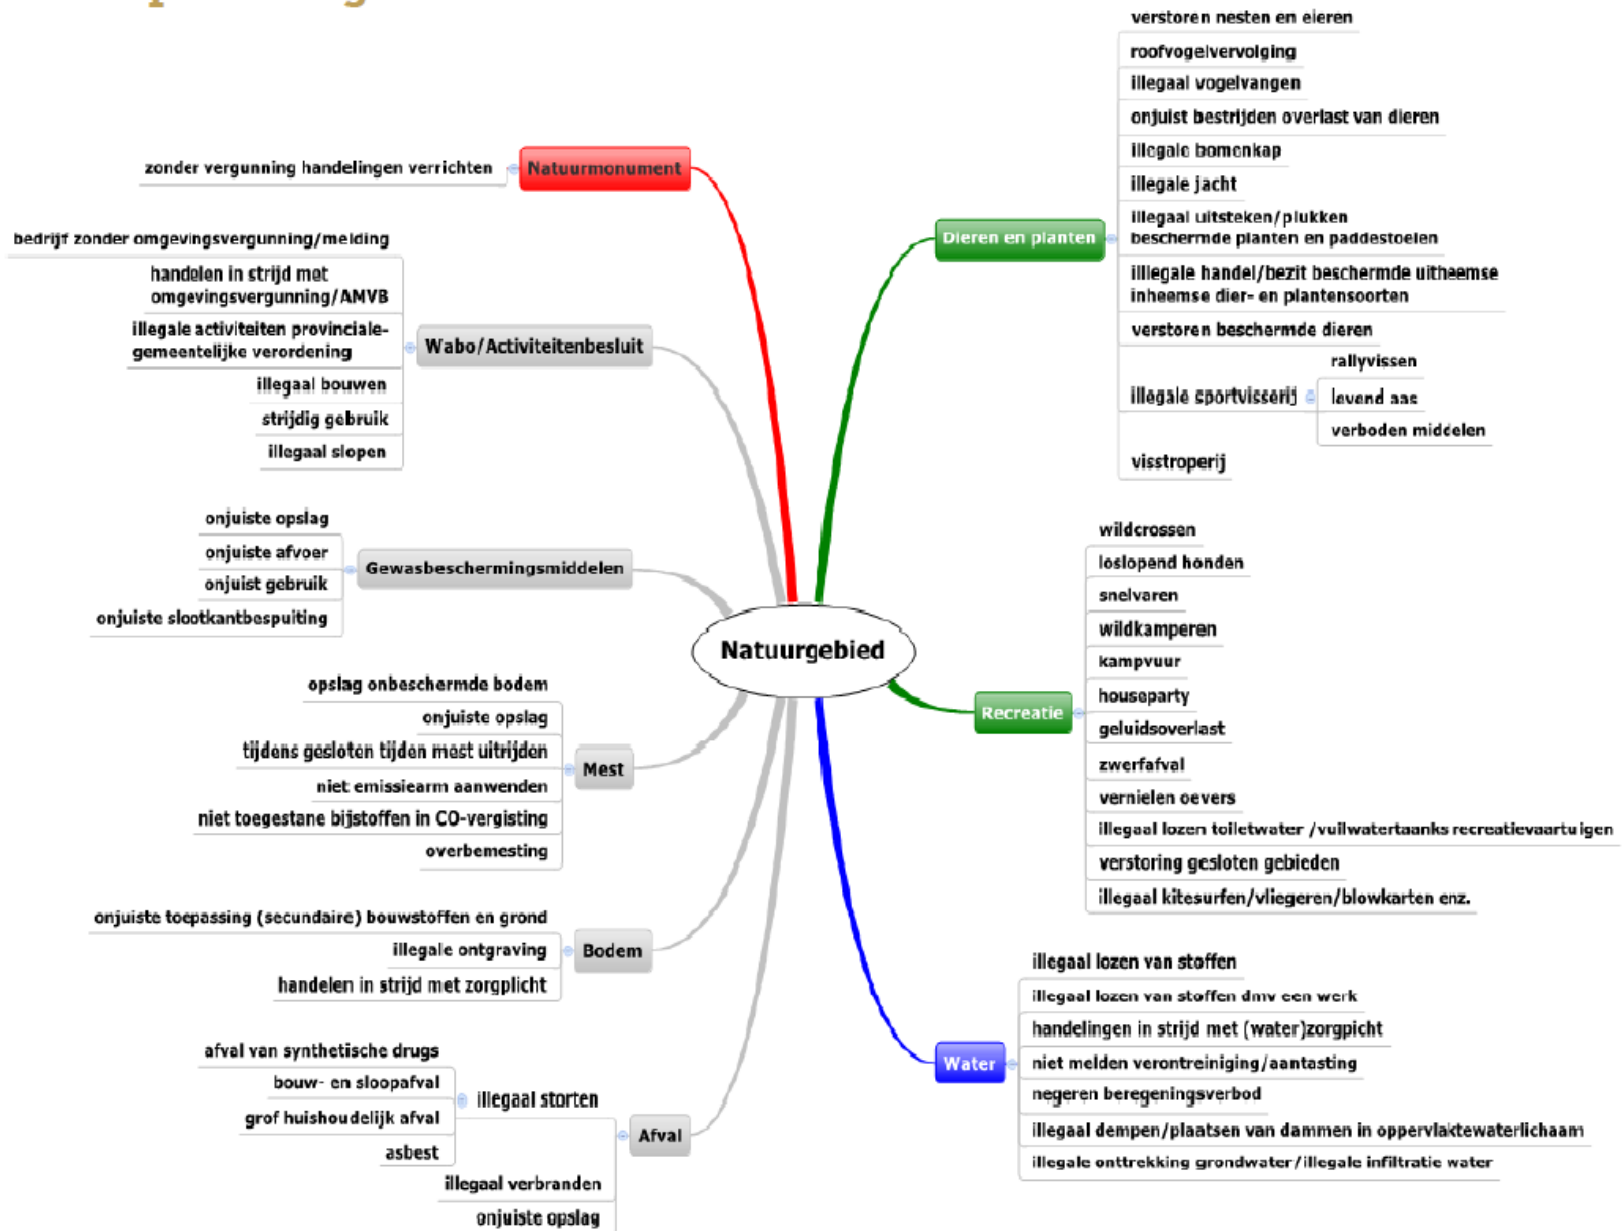 Natuurmonument
zonder vergunning handelingen verrichten
Wabo/Activiteitenbesluit
bedrijf zonder omgevingsvergunning/melding
handelen in strijd met
omgevingsvergunning/AMVB
illegale activiteiten provinciale-
gemeentelijke verordening
illegaal bouwen
strijdig gebruik
illegaal slopen
Gewasbeschermingsmiddelen
onjuiste opslag
onjuiste afvoer
onjuist gebruik
onjuiste slootkantbespuiting
Natuurgebied
Mest
opslag onbeschermde bodem
onjuiste opslag
tijdens gesloten tijden mest uitrijden
niet emissiearm aanwenden
niet toegestane bijstoffen in CO-vergisting
overbemesting
Bodem
onjuiste toepassing (secundaire) bouwstoffen en grond
illegale ontgraving
handelen in strijd met zorgplicht
Afval
illegaal storten
afval van synthetische drugs
bouw- en sloopafval
grof huishoudelijk afval
asbest
illegaal verbranden
onjuiste opslag
Dieren en planten
verstoren nesten en eieren
roofvogelvervolging
illegaal vogelvangen
onjuist bestrijden overlast van dieren
illegale bomenkap
illegale jacht
illegaal uitsteken/plukken
beschermde planten en paddestoelen
illlegale handel/bezit beschermde uitheemse
inheemse dier- en plantensoorten
verstoren beschermde dieren
illegale sportvisserij
rallyvissen
levend aas
verboden middelen
visstroperij
Recreatie
wildcrossen
loslopend honden
snelvaren
wildkamperen
kampvuur
houseparty
geluidsoverlast
zwerfafval
vernielen oevers
illegaal lozen toiletwater /vuilwatertaanks recreatievaartuigen
verstoring gesloten gebieden
illegaal kitesurfen/vliegeren/blowkarten enz.
Water
illegaal lozen van stoffen
illegaal lozen van stoffen dmv een werk
handelingen in strijd met (water)zorgpicht
niet melden verontreiniging/aantasting
negeren beregeningsverbod
illegaal dempen/plaatsen van dammen in oppervlaktewaterlichaam
illegale onttrekking grondwater/illegale infiltratie water